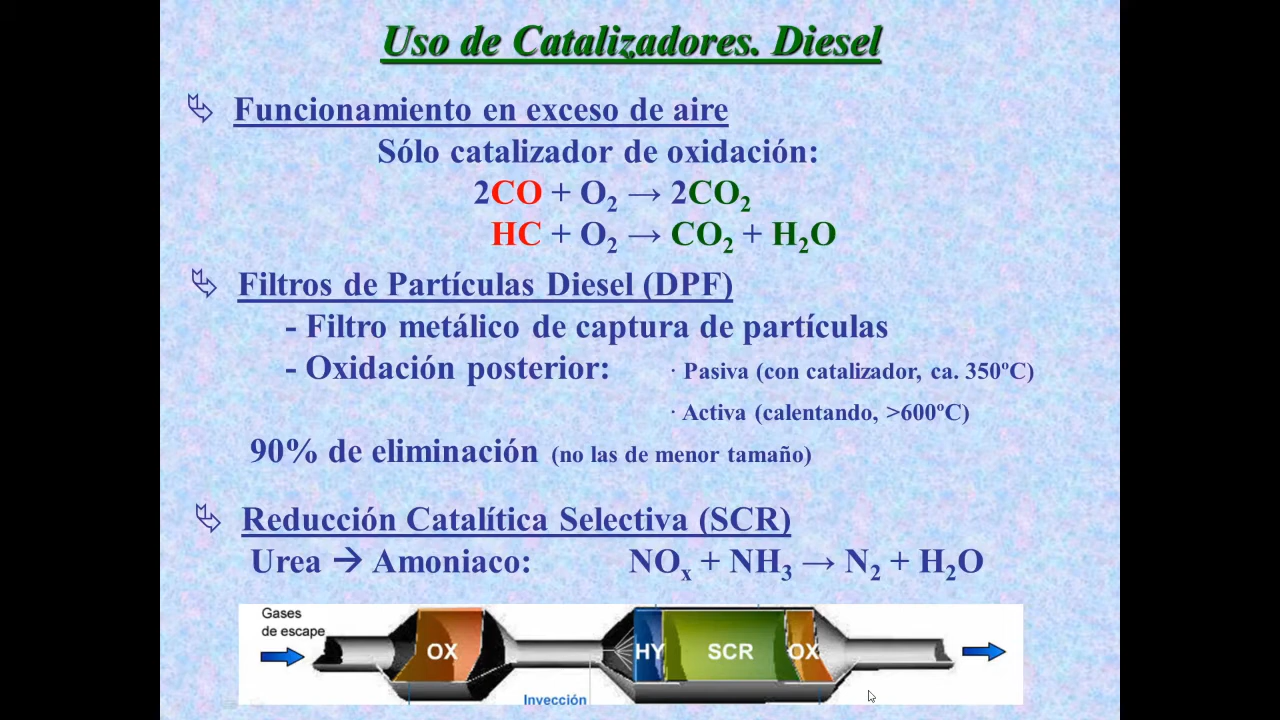 Uso de Catalizadores. Diesel
Funcionamiento en exceso de aire
Sólo catalizador de oxidación:
2CO + O₂ → 2CO₂
HC + O₂ → CO₂ + H₂O
Filtros de Partículas Diesel (DPF)
- Filtro metálico de captura de partículas
- Oxidación posterior: · Pasiva (con catalizador, ca. 350ºC)
· Activa (calentando, >600ºC)
90% de eliminación (no las de menor tamaño)
Reducción Catalítica Selectiva (SCR)
Urea → Amoniaco: NOₓ + NH₃ → N₂ + H₂O
Gases
de escape
OX HY SCR OX
Inyección